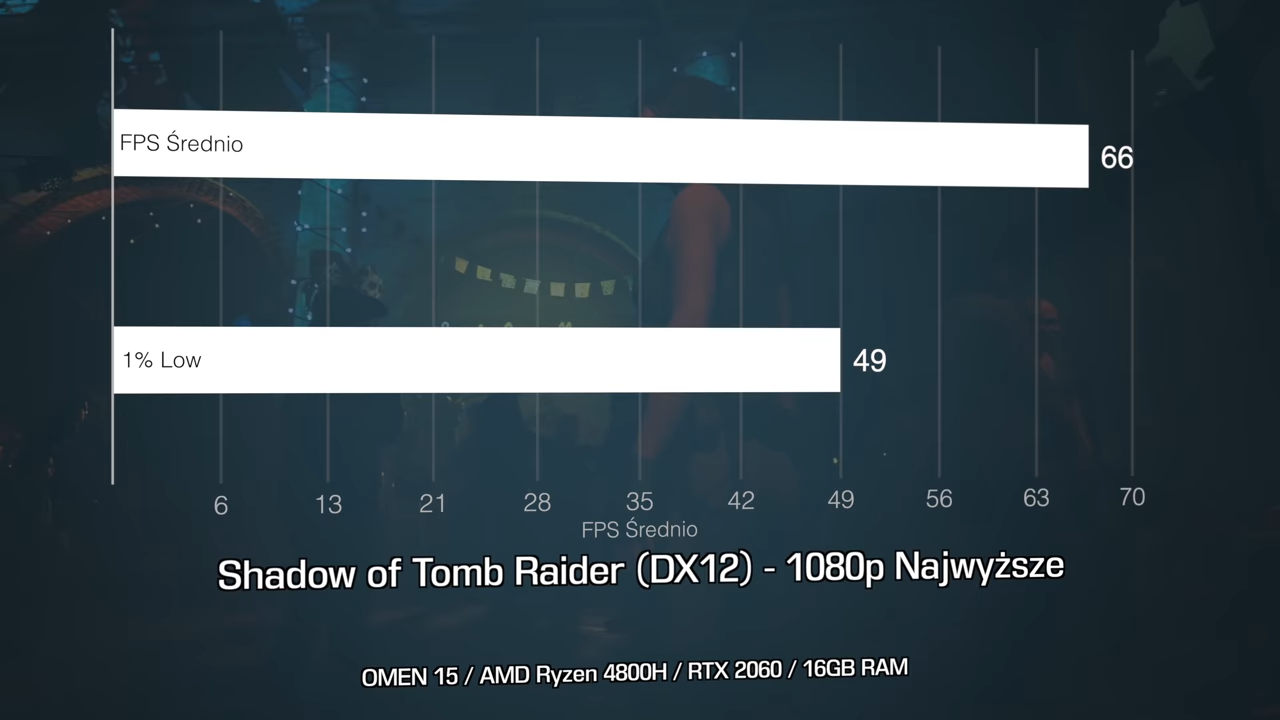 FPS Średnio
66
1% Low
49
6 13 21 28 35 42 49 56 63 70
FPS Średnio
Shadow of Tomb Raider (DX12) - 1080p Najwyższe
OMEN 15 / AMD Ryzen 4800H / RTX 2060 / 16GB RAM